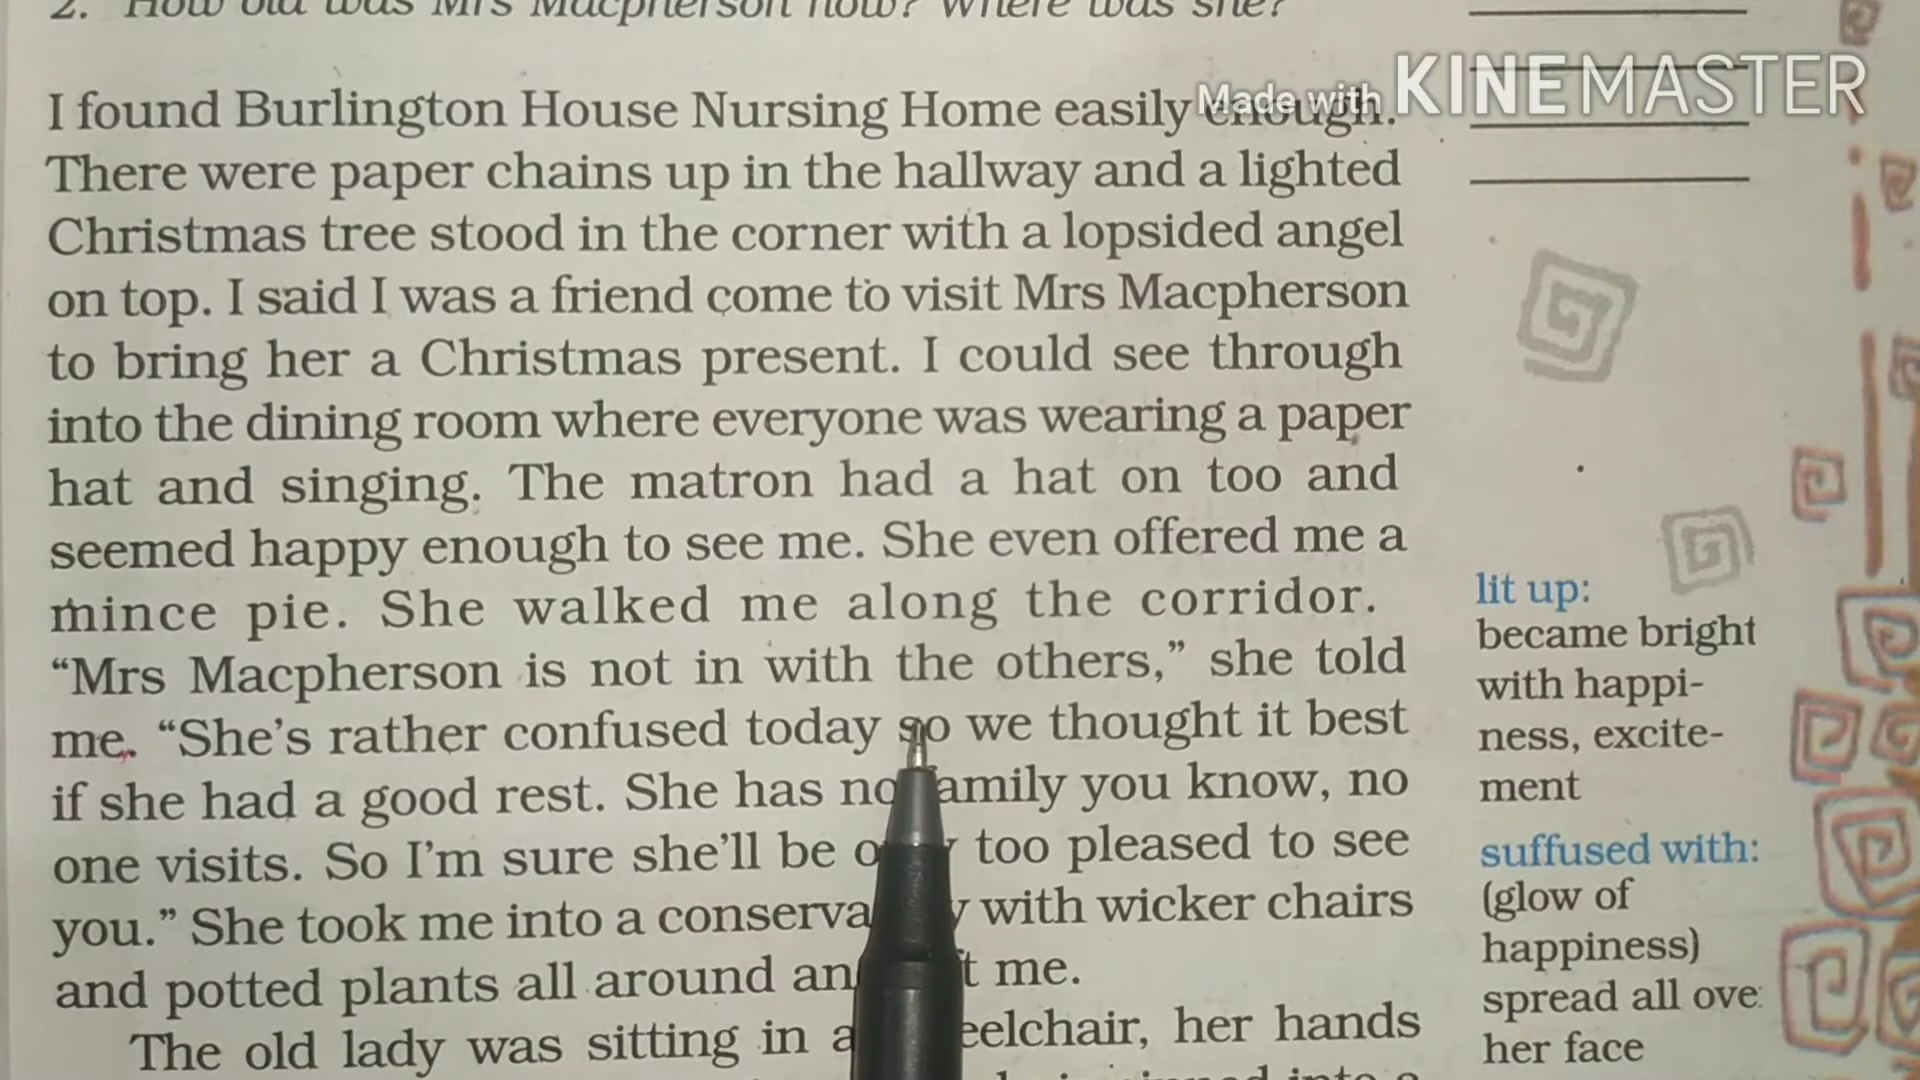 2. How old was Mrs Macpherson now? Where was she?
Made with KINEMASTER
I found Burlington House Nursing Home easily enough.
There were paper chains up in the hallway and a lighted
Christmas tree stood in the corner with a lopsided angel
on top. I said I was a friend come to visit Mrs Macpherson
to bring her a Christmas present. I could see through
into the dining room where everyone was wearing a paper
hat and singing. The matron had a hat on too and
seemed happy enough to see me. She even offered me a
mince pie. She walked me along the corridor.
“Mrs Macpherson is not in with the others,” she told
me. “She’s rather confused today so we thought it best
if she had a good rest. She has no family you know, no
one visits. So I’m sure she’ll be too pleased to see
you.” She took me into a with wicker chairs
and potted plants all around me.
The old lady was sitting in a her hands
lit up:
became bright
with happi-
ness, excite-
ment
suffused with:
(glow of
happiness)
spread all ove
her face